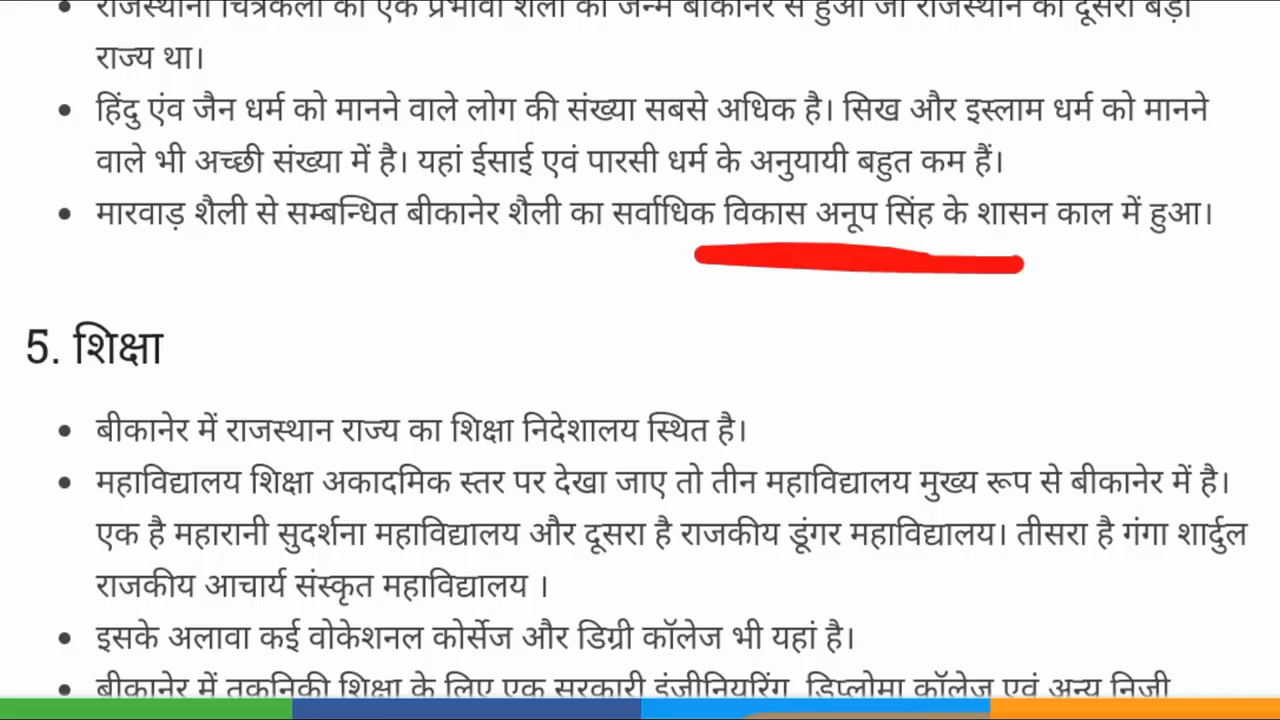 राजस्थानी चित्रकला की एक प्रभावी शैली का जन्म बीकानेर से हुआ जो राजस्थान का दूसरा बड़ा
राज्य था।
हिंदु एंव जैन धर्म को मानने वाले लोग की संख्या सबसे अधिक है। सिख और इस्लाम धर्म को मानने
वाले भी अच्छी संख्या में है। यहां ईसाई एवं पारसी धर्म के अनुयायी बहुत कम हैं।
मारवाड़ शैली से सम्बन्धित बीकानेर शैली का सर्वाधिक विकास अनूप सिंह के शासन काल में हुआ।
5. शिक्षा
बीकानेर में राजस्थान राज्य का शिक्षा निदेशालय स्थित है।
महाविद्यालय शिक्षा अकादमिक स्तर पर देखा जाए तो तीन महाविद्यालय मुख्य रूप से बीकानेर में है।
एक है महारानी सुदर्शना महाविद्यालय और दूसरा है राजकीय डूंगर महाविद्यालय। तीसरा है गंगा शार्दुल
राजकीय आचार्य संस्कृत महाविद्यालय ।
इसके अलावा कई वोकेशनल कोर्सेज और डिग्री कॉलेज भी यहां है।
बीकानेर में तकनिकी शिक्षा के लिए एक सरकारी इंजीनियरिंग, डिप्लोमा कॉलेज एवं अन्य निजी